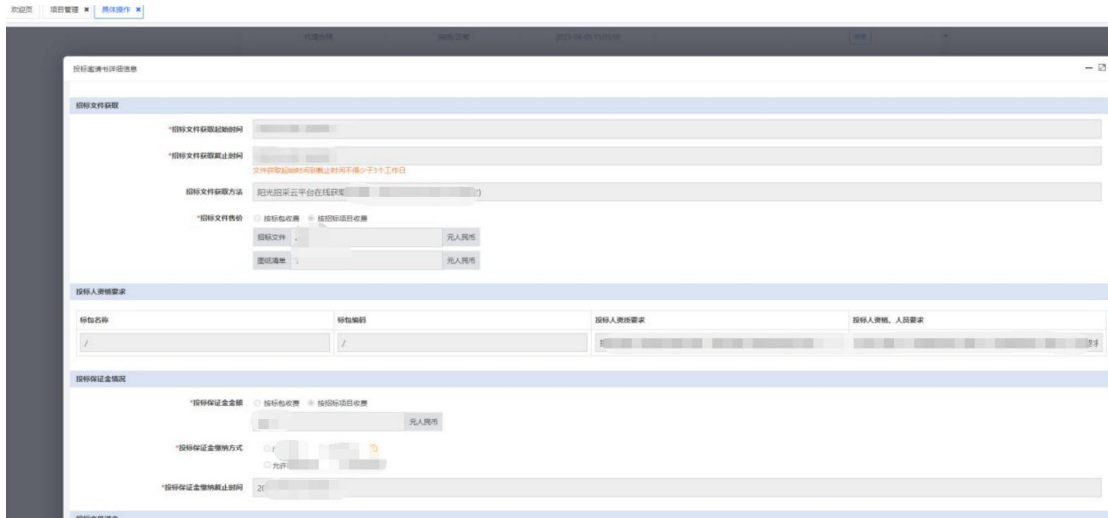 欢迎页 项目管理 × 具体操作 ×
投标邀请书详细信息
招标文件获取
*招标文件获取起始时间
*招标文件获取截止时间
文件获取起始时间到截止时间不得少于5个工作日
招标文件获取方法 阳光招采云平台在线获取
*招标文件售价 按标包收费 按招标项目收费
招标文件 元人民币
图纸清单 元人民币
投标人资格要求
标包名称 标包编码 投标人资质要求 投标人资格、人员要求
/ /
投标保证金情况
*投标保证金金额 按标包收费 按招标项目收费
元人民币
*投标保证金缴纳方式
允许
*投标保证金缴纳截止时间 20